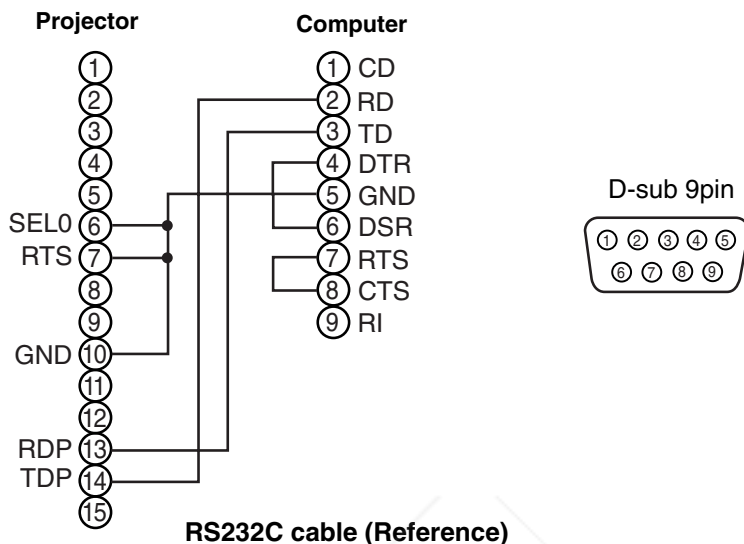 Projector
Computer
1
2
3
4
5
SEL0 6
RTS 7
8
9
GND 10
11
12
RDP 13
TDP 14
15
1 CD
2 RD
3 TD
4 DTR
5 GND
6 DSR
7 RTS
8 CTS
9 RI
D-sub 9pin
1 2 3 4 5
6 7 8 9
RS232C cable (Reference)